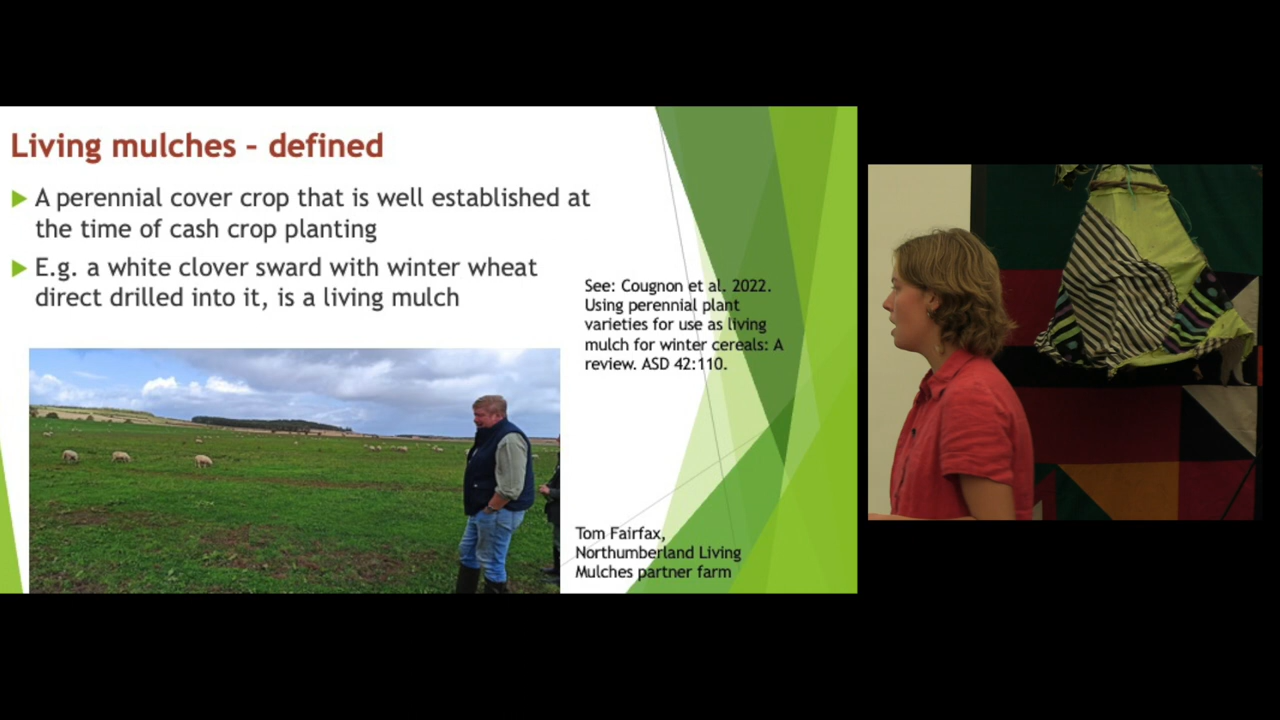 Living mulches – defined
A perennial cover crop that is well established at
the time of cash crop planting
E.g. a white clover sward with winter wheat
direct drilled into it, is a living mulch
See: Cougnon et al. 2022.
Using perennial plant
varieties for use as living
mulch for winter cereals: A
review. ASD 42:110.
Tom Fairfax,
Northumberland Living
Mulches partner farm